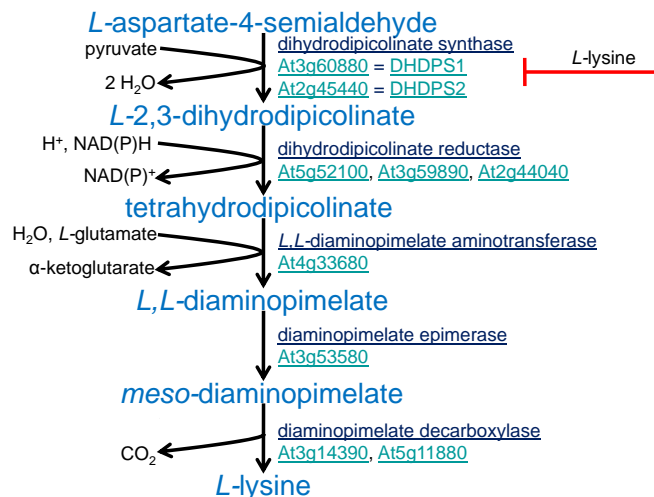 L-aspartate-4-semialdehyde
pyruvate
dihydrodipicolinate synthase
At3g60880 = DHDPS1
L-lysine
2 H₂O
At2g45440 = DHDPS2
L-2,3-dihydrodipicolinate
H⁺, NAD(P)H
dihydrodipicolinate reductase
NAD(P)⁺
At5g52100, At3g59890, At2g44040
tetrahydrodipicolinate
H₂O, L-glutamate
L,L-diaminopimelate aminotransferase
α-ketoglutarate
At4g33680
L,L-diaminopimelate
diaminopimelate epimerase
At3g53580
meso-diaminopimelate
diaminopimelate decarboxylase
CO₂
At3g14390, At5g11880
L-lysine